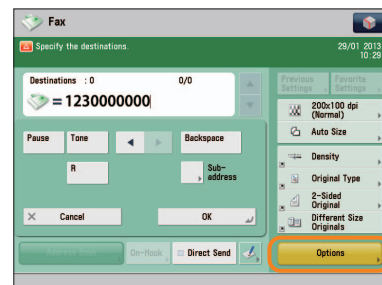 Fax
Specify the destinations.
29/01 2013
10:29
Destinations : 0
0/0
= 1230000000
Previous
Settings
Favorite
Settings
200x100 dpi
(Normal)
Auto Size
Pause
Tone
Backspace
Density
R
Sub-
address
Original Type
2-Sided
Original
Cancel
OK
Different Size
Originals
On-Hook
Direct Send
Options